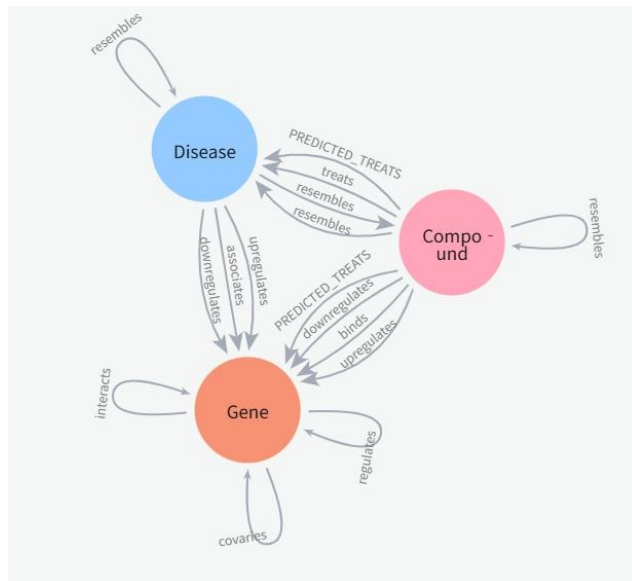 resembles
Disease
PREDICTED_TREATS
treats
resembles
resembles
Compo -
und
resembles
downregulates
associates
upregulates
PREDICTED_TREATS
downregulates
binds
upregulates
interacts
Gene
regulates
covaries